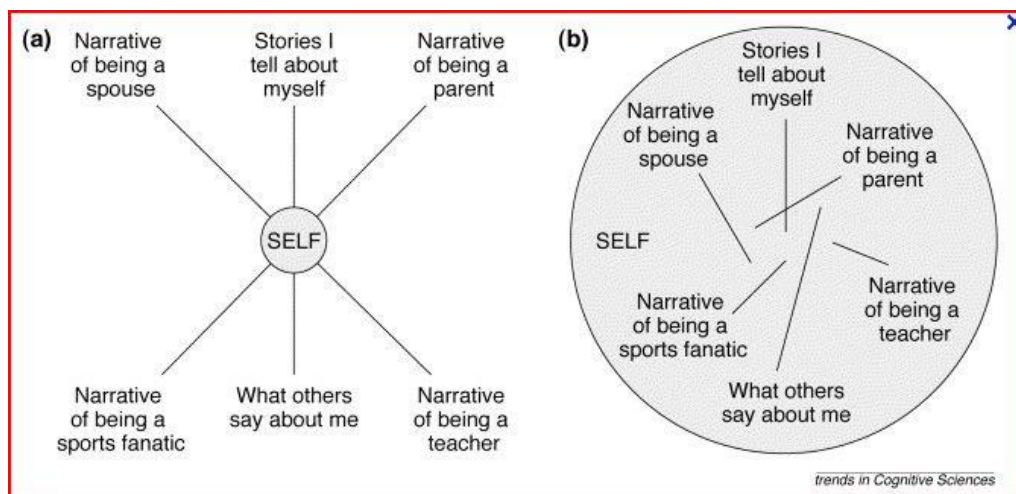 (a)
Narrative
of being a
spouse
Stories I
tell about
myself
Narrative
of being a
parent
SELF
Narrative
of being a
sports fanatic
What others
say about me
Narrative
of being a
teacher
(b)
Stories I
tell about
myself
Narrative
of being a
spouse
Narrative
of being a
parent
SELF
Narrative
of being a
sports fanatic
Narrative
of being a
teacher
What others
say about me
trends in Cognitive Sciences